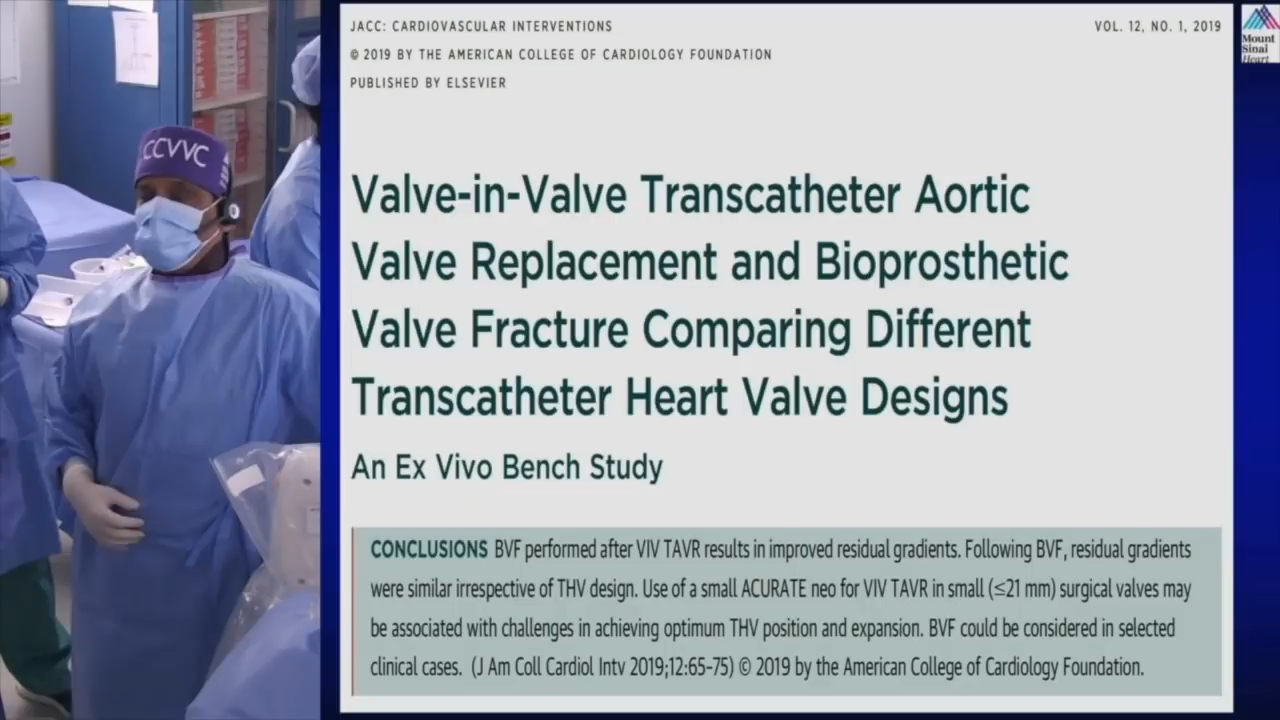 JACC: CARDIOVASCULAR INTERVENTIONS
VOL. 12, NO. 1, 2019
© 2019 BY THE AMERICAN COLLEGE OF CARDIOLOGY FOUNDATION
PUBLISHED BY ELSEVIER
Mount
Sinai
Heart
CCVVC
Valve-in-Valve Transcatheter Aortic
Valve Replacement and Bioprosthetic
Valve Fracture Comparing Different
Transcatheter Heart Valve Designs
An Ex Vivo Bench Study
CONCLUSIONS BVF performed after VIV TAVR results in improved residual gradients. Following BVF, residual gradients
were similar irrespective of THV design. Use of a small ACURATE neo for VIV TAVR in small (≤21 mm) surgical valves may
be associated with challenges in achieving optimum THV position and expansion. BVF could be considered in selected
clinical cases. (J Am Coll Cardiol Intv 2019;12:65–75) © 2019 by the American College of Cardiology Foundation.